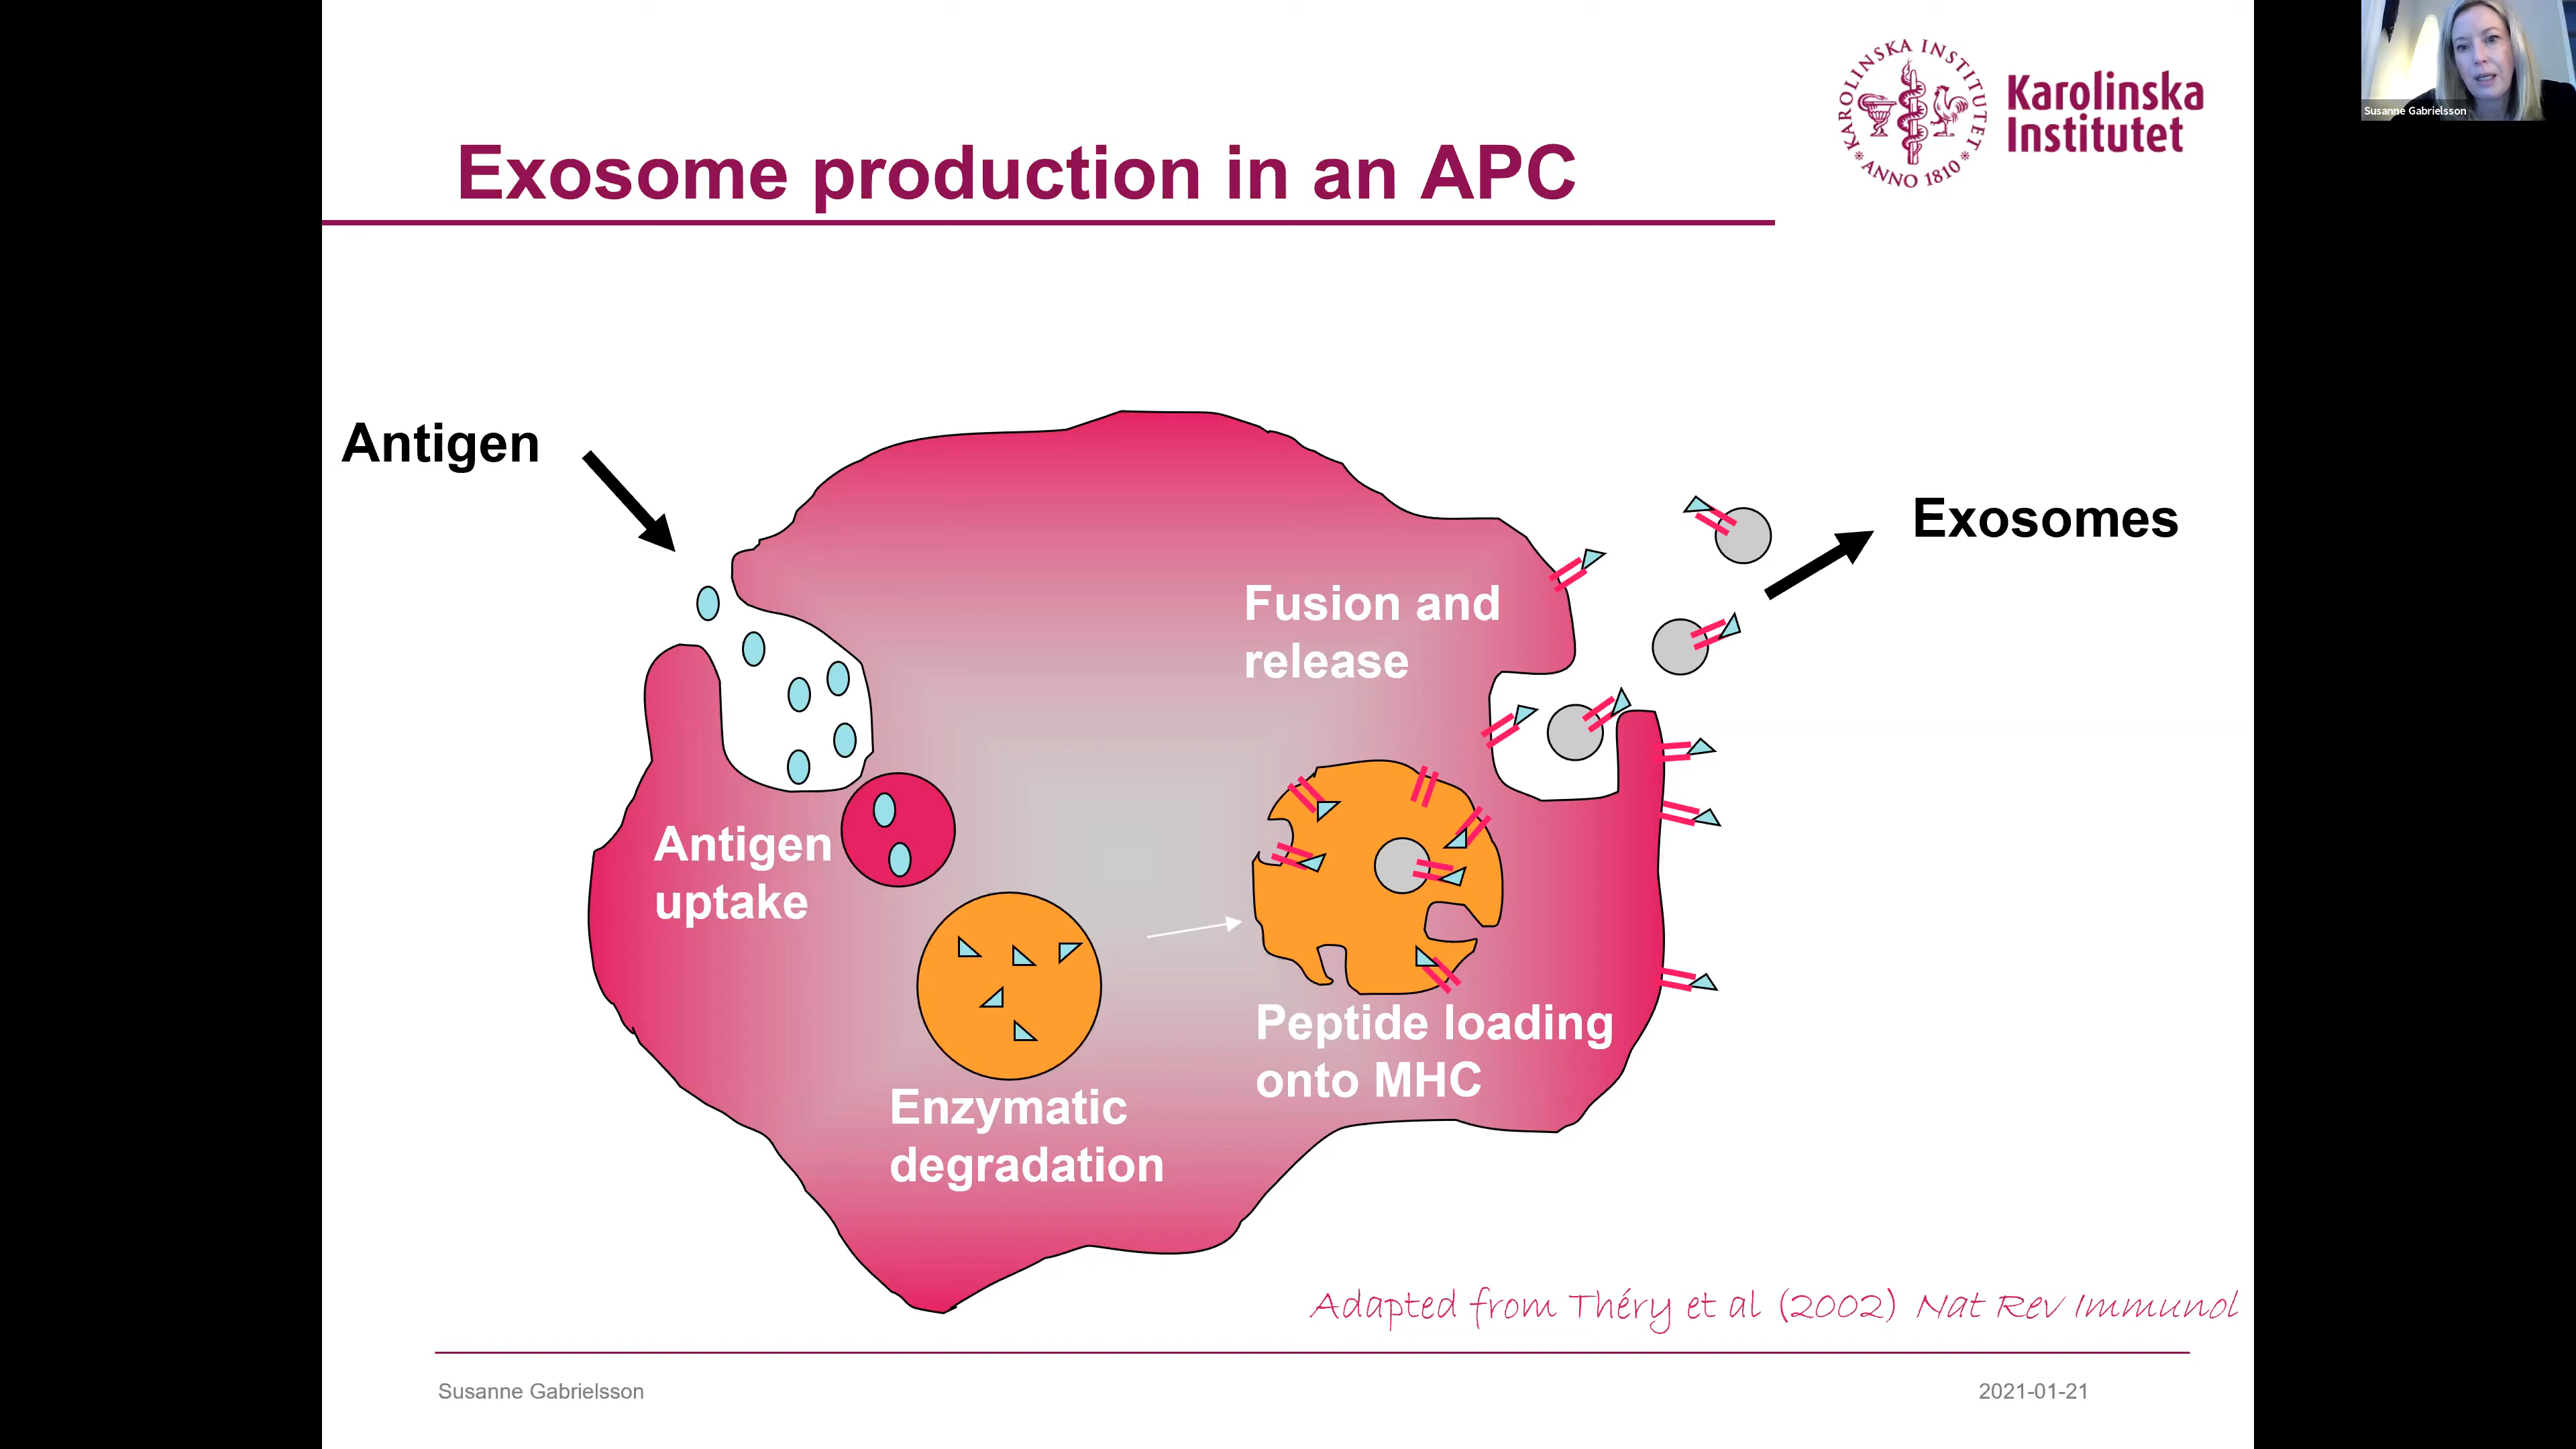 Exosome production in an APC
KAROLINSKA INSTITUTET
ANNO 1810
Karolinska
Institutet
Susanne Gabrielsson
Antigen
Exosomes
Fusion and
release
Antigen
uptake
Peptide loading
onto MHC
Enzymatic
degradation
Adapted from Théry et al (2002) Nat Rev Immunol
Susanne Gabrielsson
2021-01-21